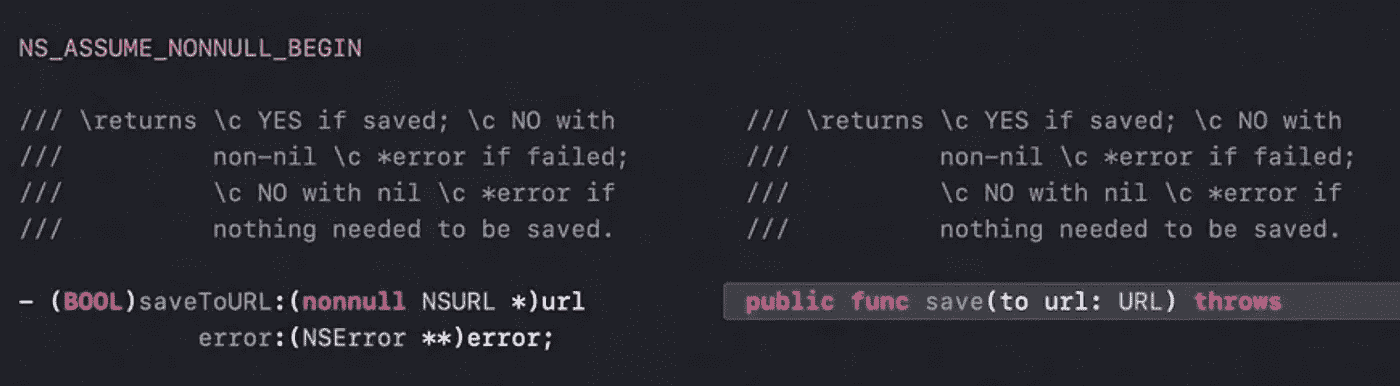 NS_ASSUME_NONNULL_BEGIN
/// \returns \c YES if saved; \c NO with
/// non-nil \c *error if failed;
/// \c NO with nil \c *error if
/// nothing needed to be saved.
- (BOOL)saveToURL:(nonnull NSURL *)url
error:(NSError **)error;
/// \returns \c YES if saved; \c NO with
/// non-nil \c *error if failed;
/// \c NO with nil \c *error if
/// nothing needed to be saved.
public func save(to url: URL) throws